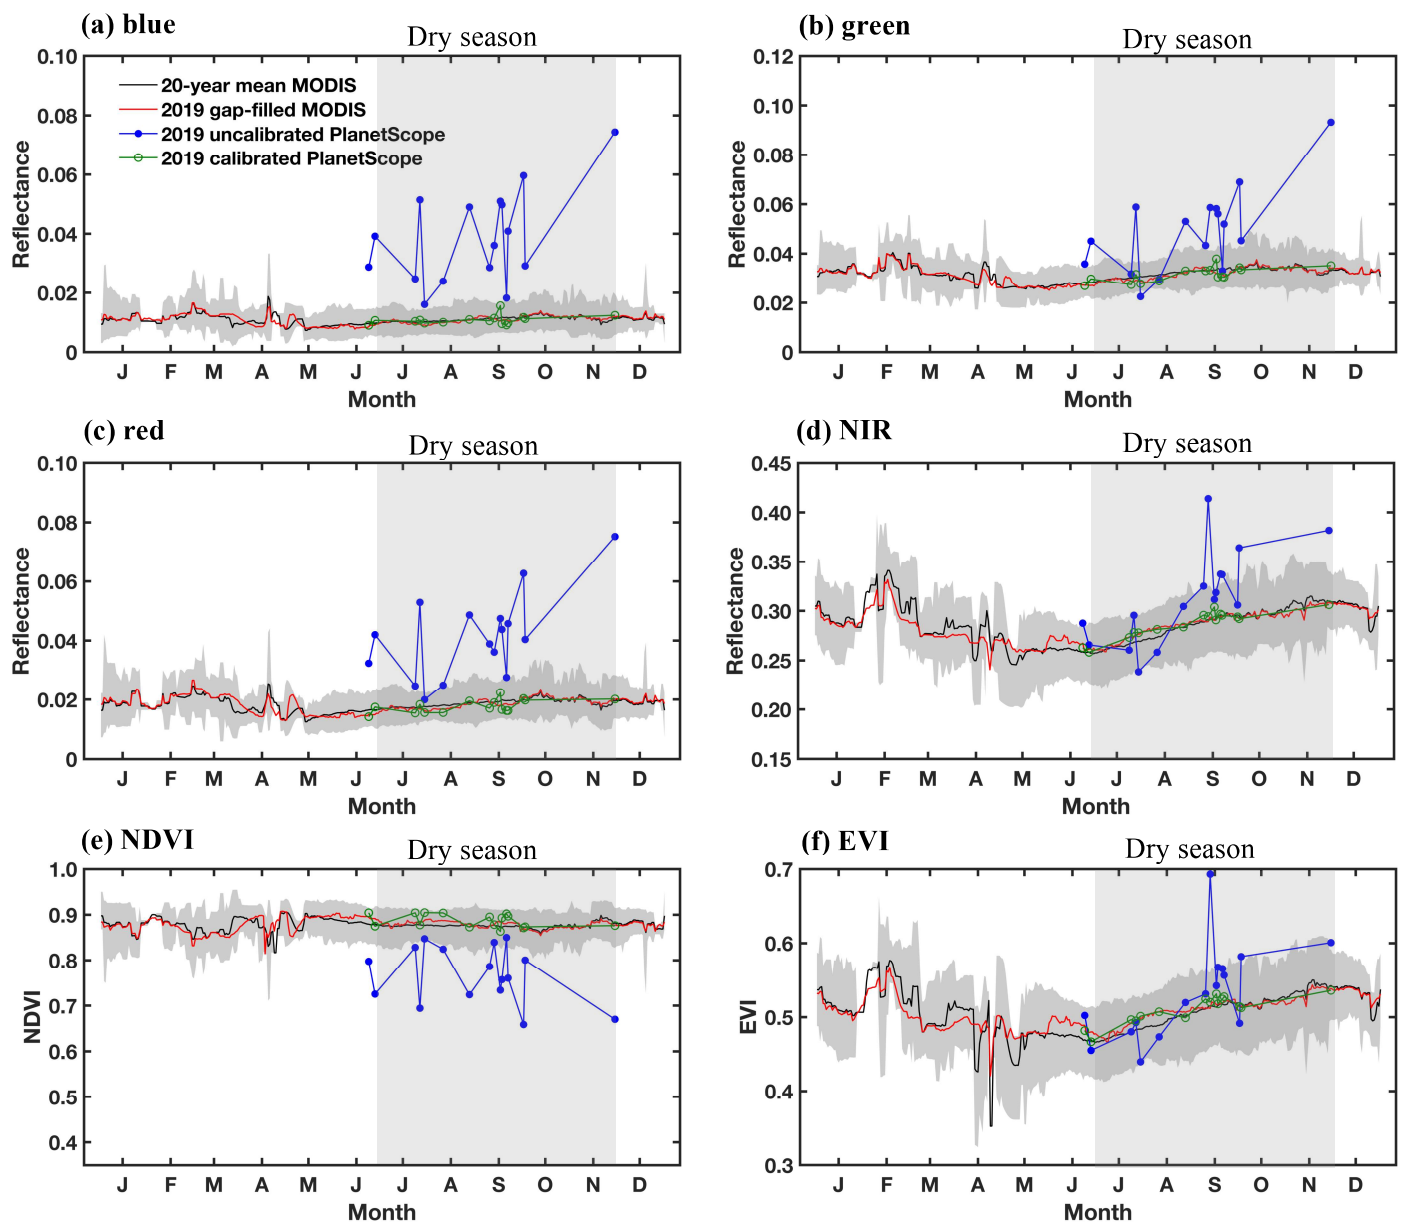 (a) blue
Dry season
0.10
0.08
0.06
0.04
0.02
0
Reflectance
20-year mean MODIS
2019 gap-filled MODIS
2019 uncalibrated PlanetScope
2019 calibrated PlanetScope
J F M A M J J A S O N D
Month
(b) green
Dry season
0.12
0.10
0.08
0.06
0.04
0.02
0
Reflectance
J F M A M J J A S O N D
Month
(c) red
Dry season
0.10
0.08
0.06
0.04
0.02
0
Reflectance
J F M A M J J A S O N D
Month
(d) NIR
Dry season
0.45
0.40
0.35
0.30
0.25
0.20
0.15
Reflectance
J F M A M J J A S O N D
Month
(e) NDVI
Dry season
1.0
0.9
0.8
0.7
0.6
0.5
0.4
NDVI
J F M A M J J A S O N D
Month
(f) EVI
Dry season
0.7
0.6
0.5
0.4
0.3
EVI
J F M A M J J A S O N D
Month